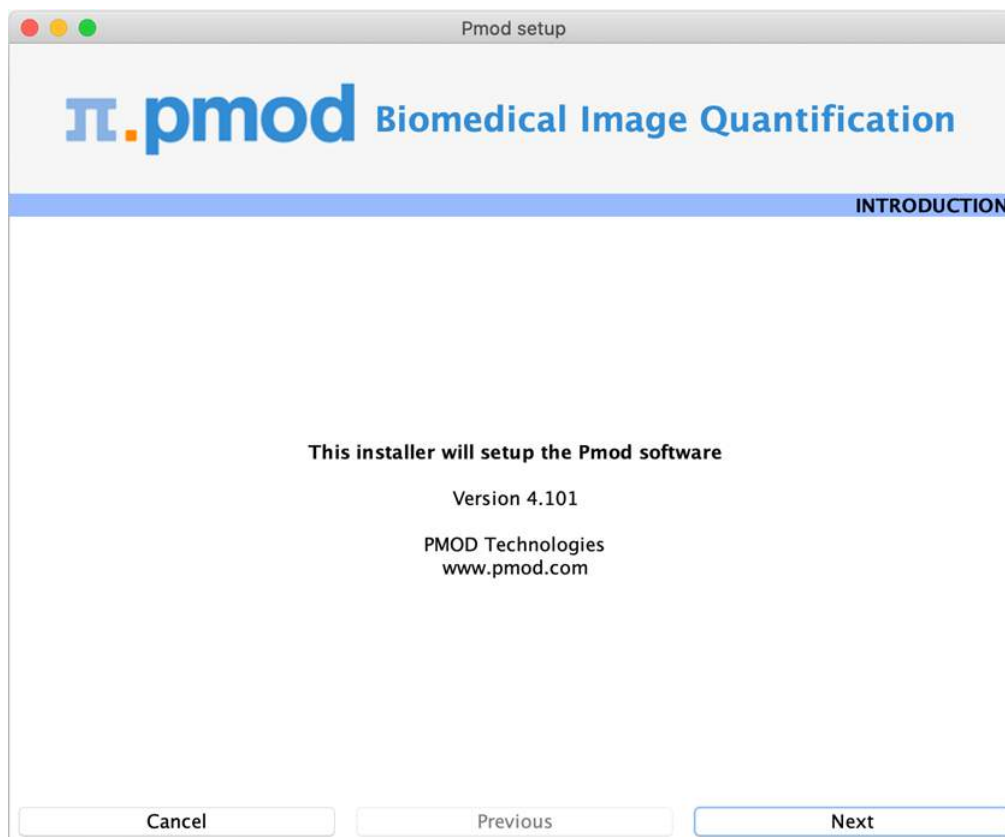 Pmod setup
π.pmod Biomedical Image Quantification
INTRODUCTION
This installer will setup the Pmod software
Version 4.101
PMOD Technologies
www.pmod.com
Cancel Previous Next